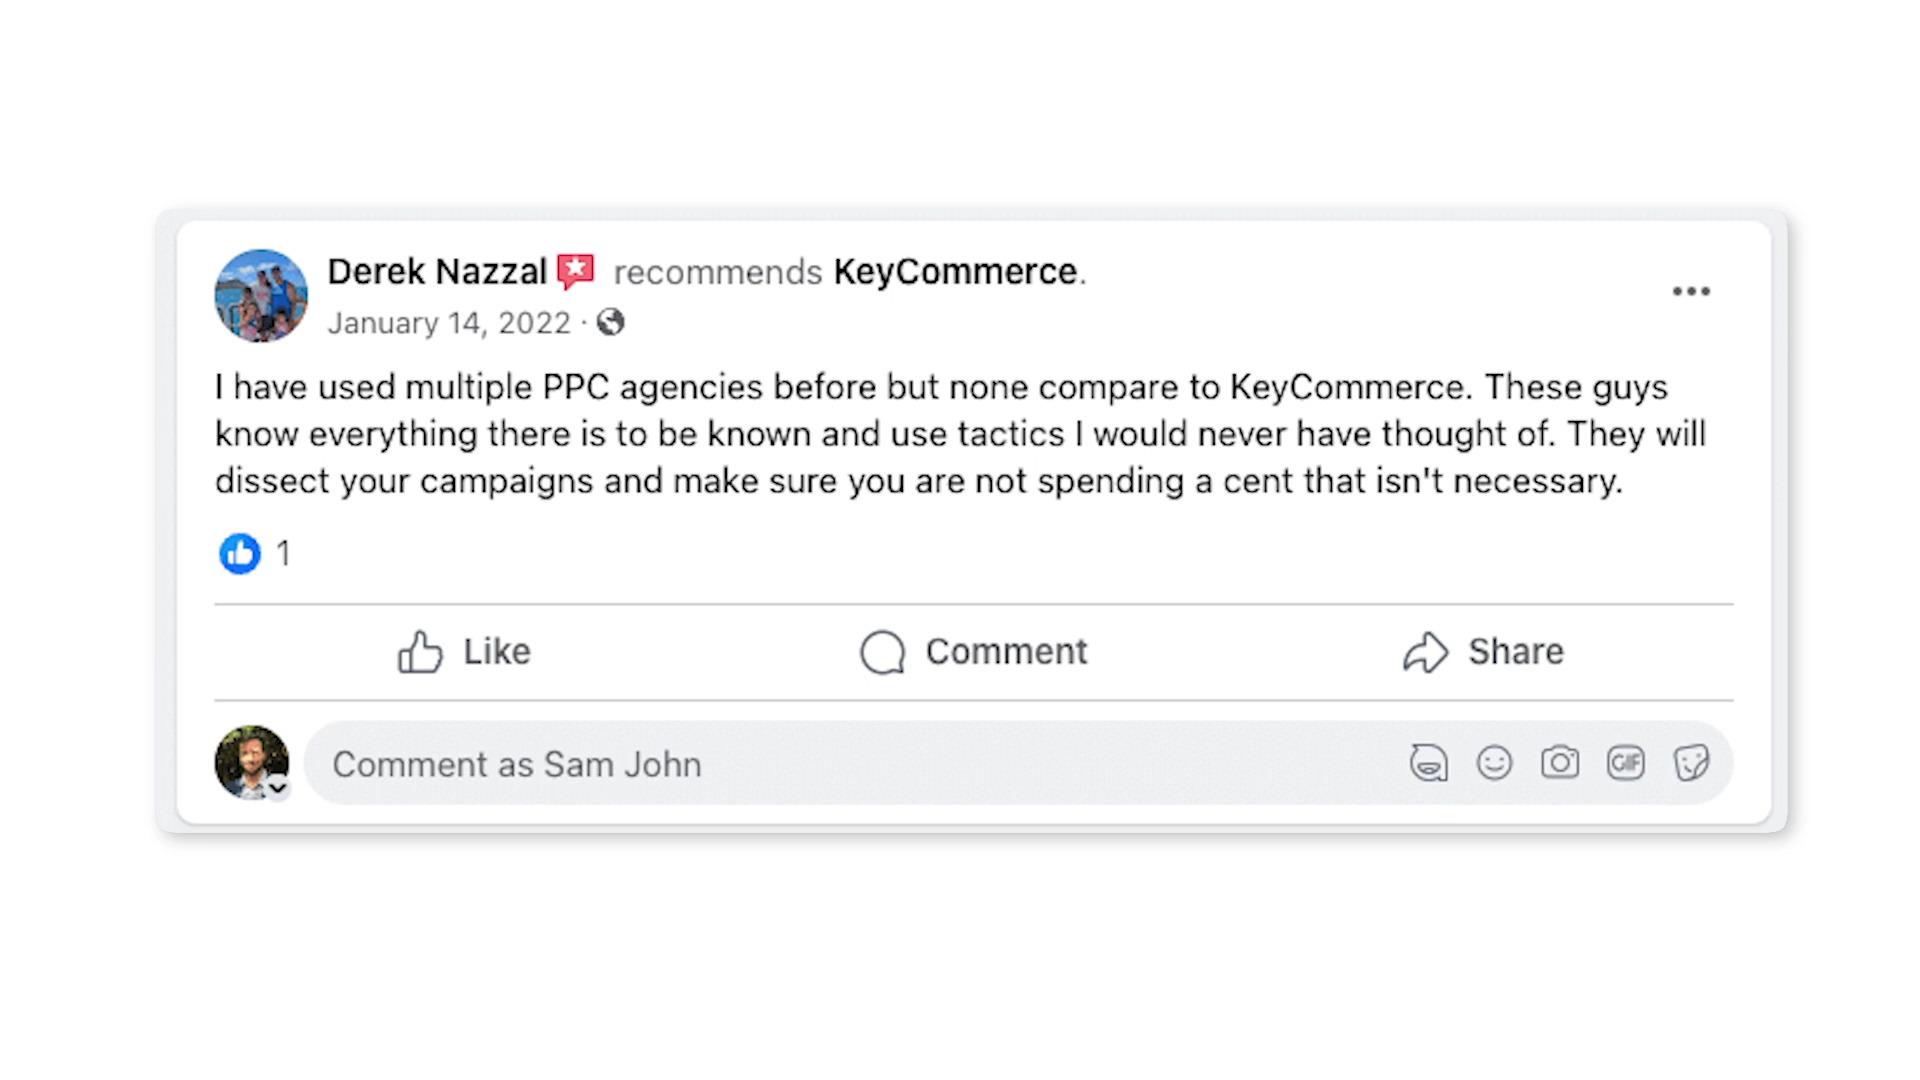 Derek Nazzal recommends KeyCommerce.
January 14, 2022 ·
I have used multiple PPC agencies before but none compare to KeyCommerce. These guys
know everything there is to be known and use tactics I would never have thought of. They will
dissect your campaigns and make sure you are not spending a cent that isn't necessary.
1
Like Comment Share
Comment as Sam John GIF